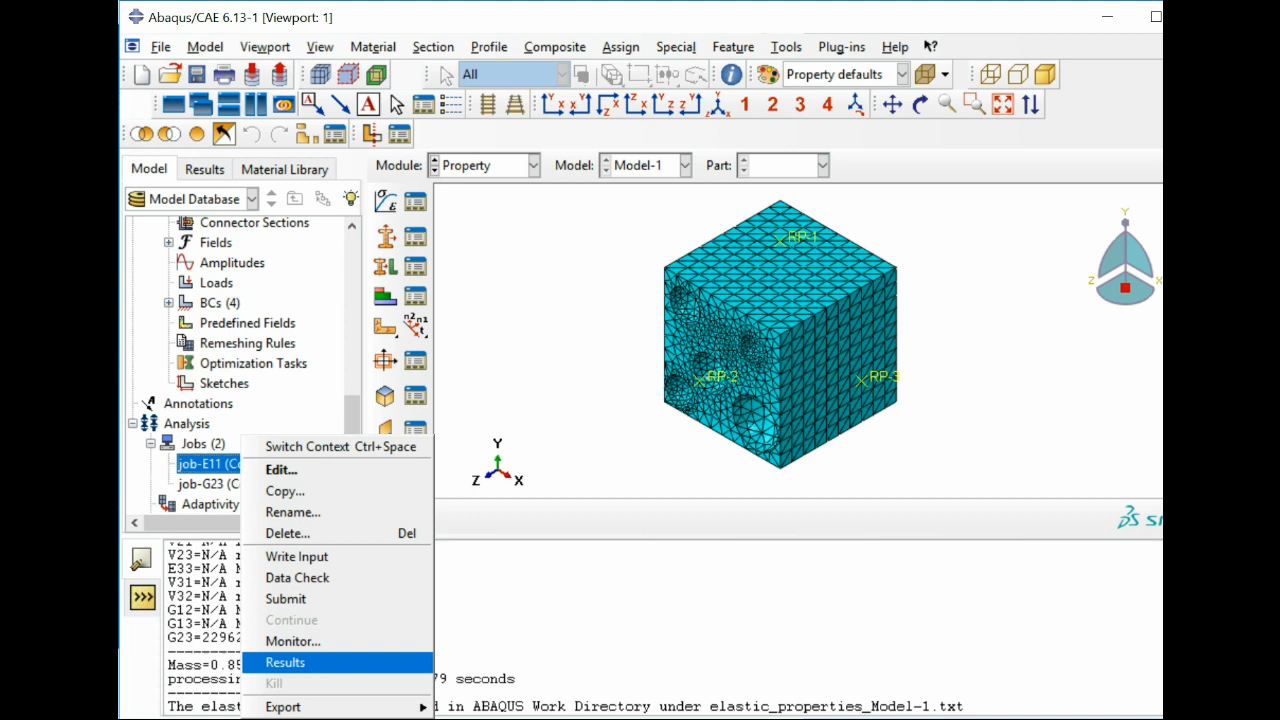 Abaqus/CAE 6.13-1 [Viewport: 1]
File Model Viewport View Material Section Profile Composite Assign Special Feature Tools Plug-ins Help
All Property defaults
1 2 3 4
Model Results Material Library Module: Property Model: Model-1 Part:
Model Database
Connector Sections
Fields
Amplitudes
Loads
BCs (4)
Predefined Fields
Remeshing Rules
Optimization Tasks
Sketches
Annotations
Analysis
Jobs (2)
job-E11 (Co
job-G23 (C
Adaptivity
Switch Context Ctrl+Space
Edit...
Copy...
Rename...
Delete... Del
Write Input
Data Check
Submit
Continue
Monitor...
Results
Kill
Export
RP-1
RP-2
RP-3
Y
Z X
Y
Z X
V23=N/A
E33=N/A
V31=N/A
V32=N/A
G12=N/A
G13=N/A
G23=22962
Mass=0.85
processin 79 seconds
The elast d in ABAQUS Work Directory under elastic_properties_Model-1.txt